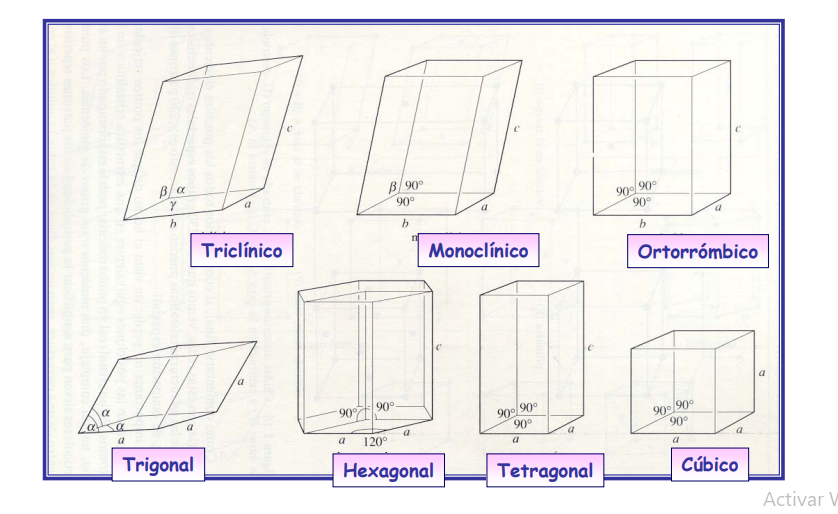 c
β α
γ
a
b
Triclínico
c
β 90°
90°
a
b
Monoclínico
c
90° 90°
90°
a
b
Ortorrómbico
a
α
α α
a
a
Trigonal
c
90° 90°
a
a
120°
Hexagonal
c
90° 90°
90°
a
a
Tetragonal
a
90° 90°
90°
a
a
Cúbico
Activar W